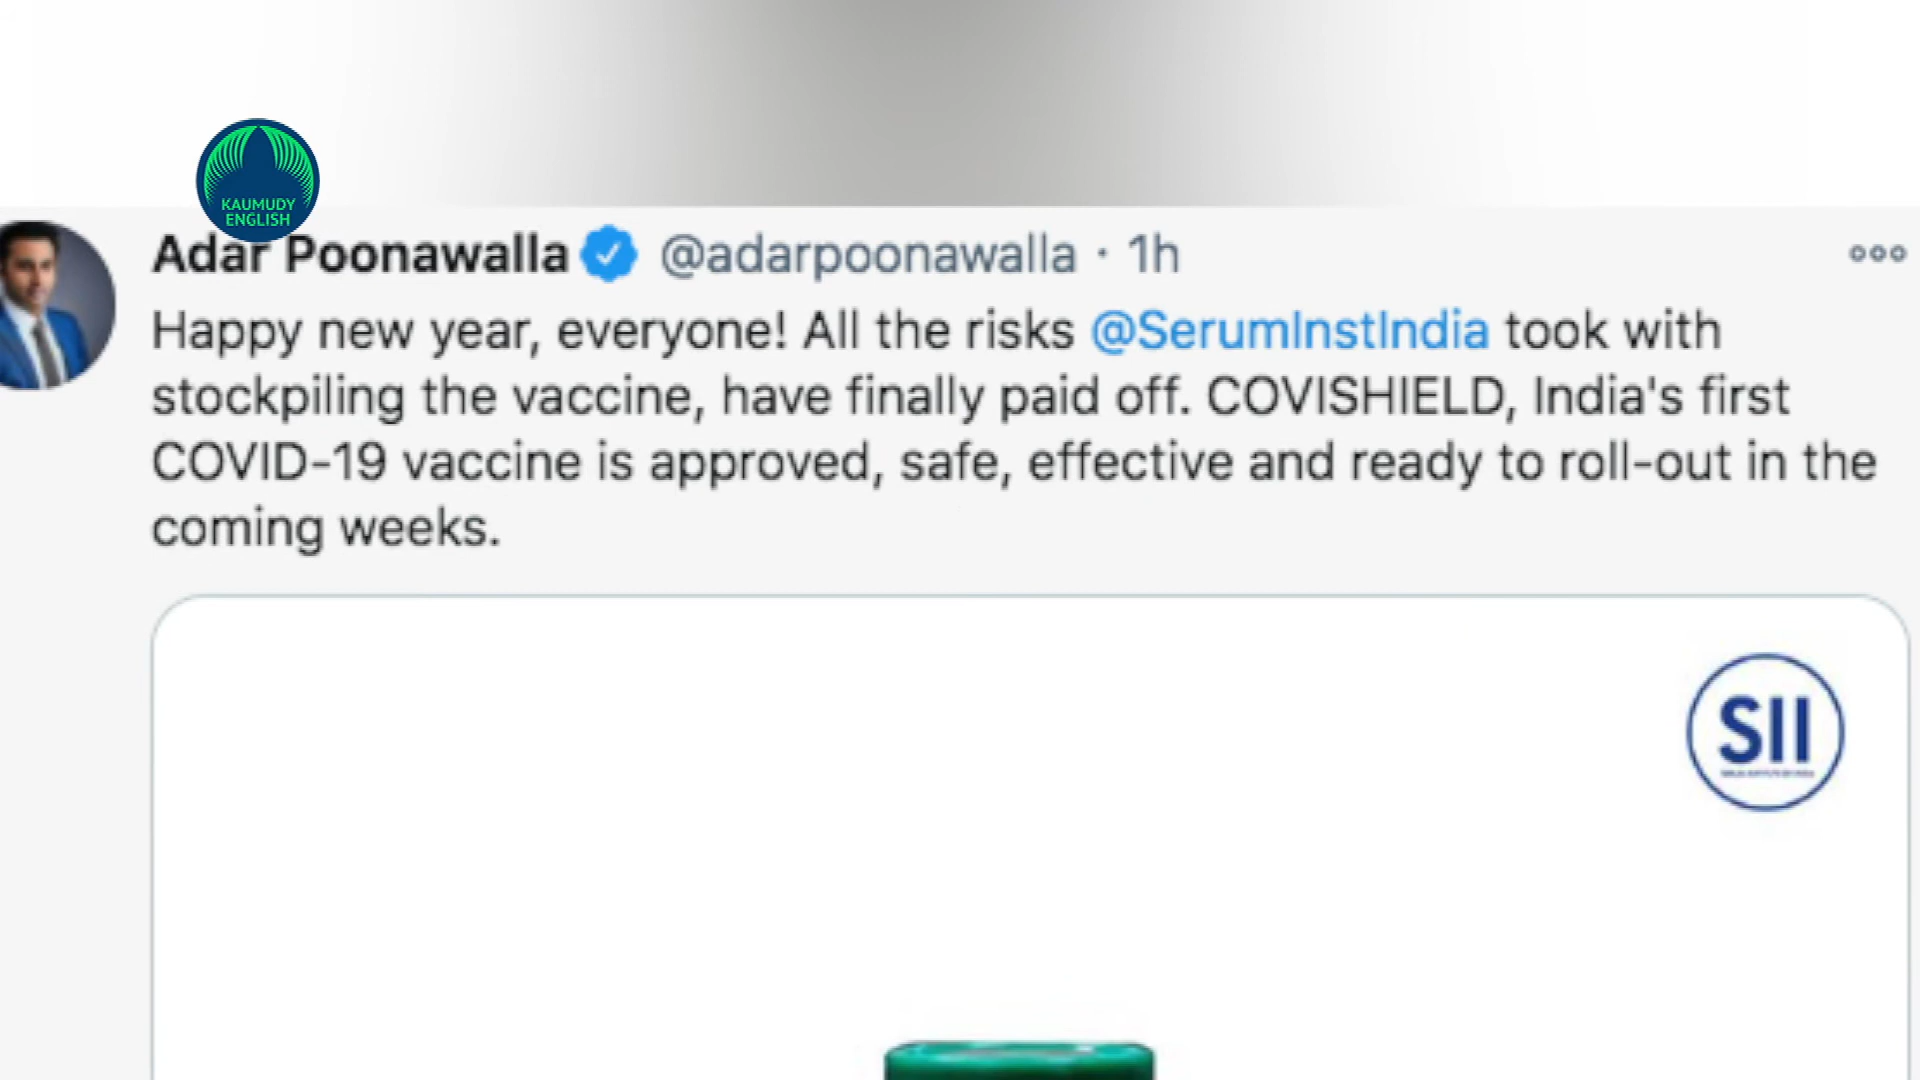 KAUMUDY
ENGLISH
Adar Poonawalla @adarpoonawalla · 1h
Happy new year, everyone! All the risks @SerumInstIndia took with
stockpiling the vaccine, have finally paid off. COVISHIELD, India's first
COVID-19 vaccine is approved, safe, effective and ready to roll-out in the
coming weeks.
SII